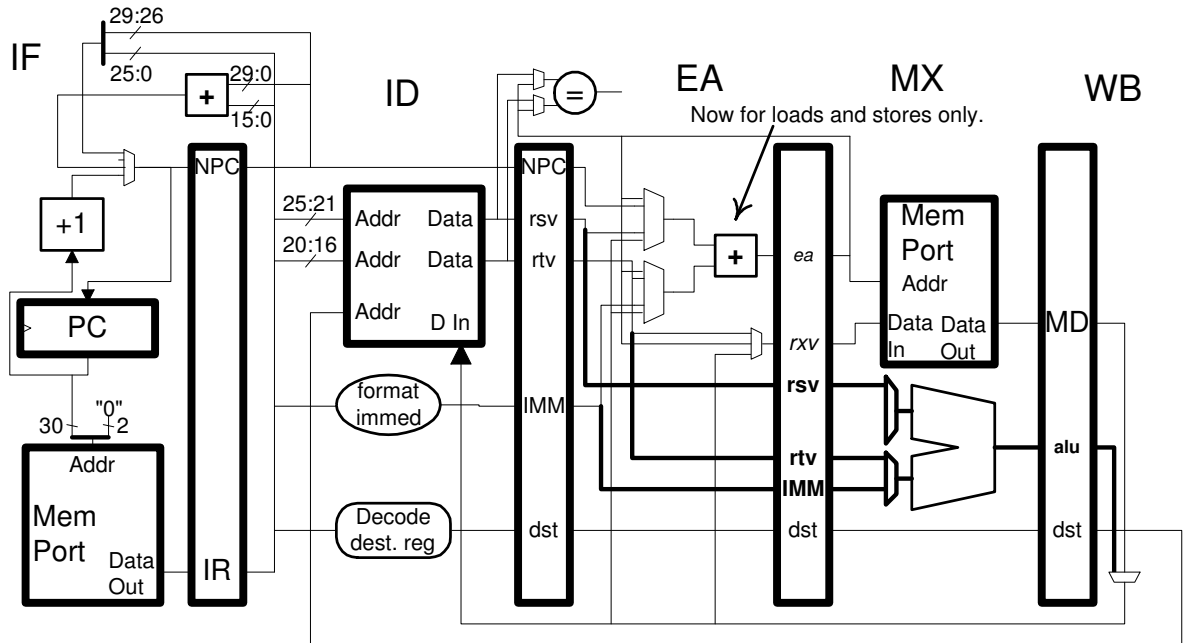 29:26
IF
25:0
29:0
+
15:0
ID
=
EA
MX
WB
Now for loads and stores only.
NPC
NPC
+1
25:21
Addr
Data
rsv
20:16
Addr
Data
rtv
+
ea
Mem
Port
Addr
PC
Addr
D In
rxv
Data
In
Data
Out
MD
format
immed
IMM
rsv
30
"0"
2
Addr
rtv
alu
IMM
Mem
Port
Data
Out
IR
Decode
dest. reg
dst
dst
dst